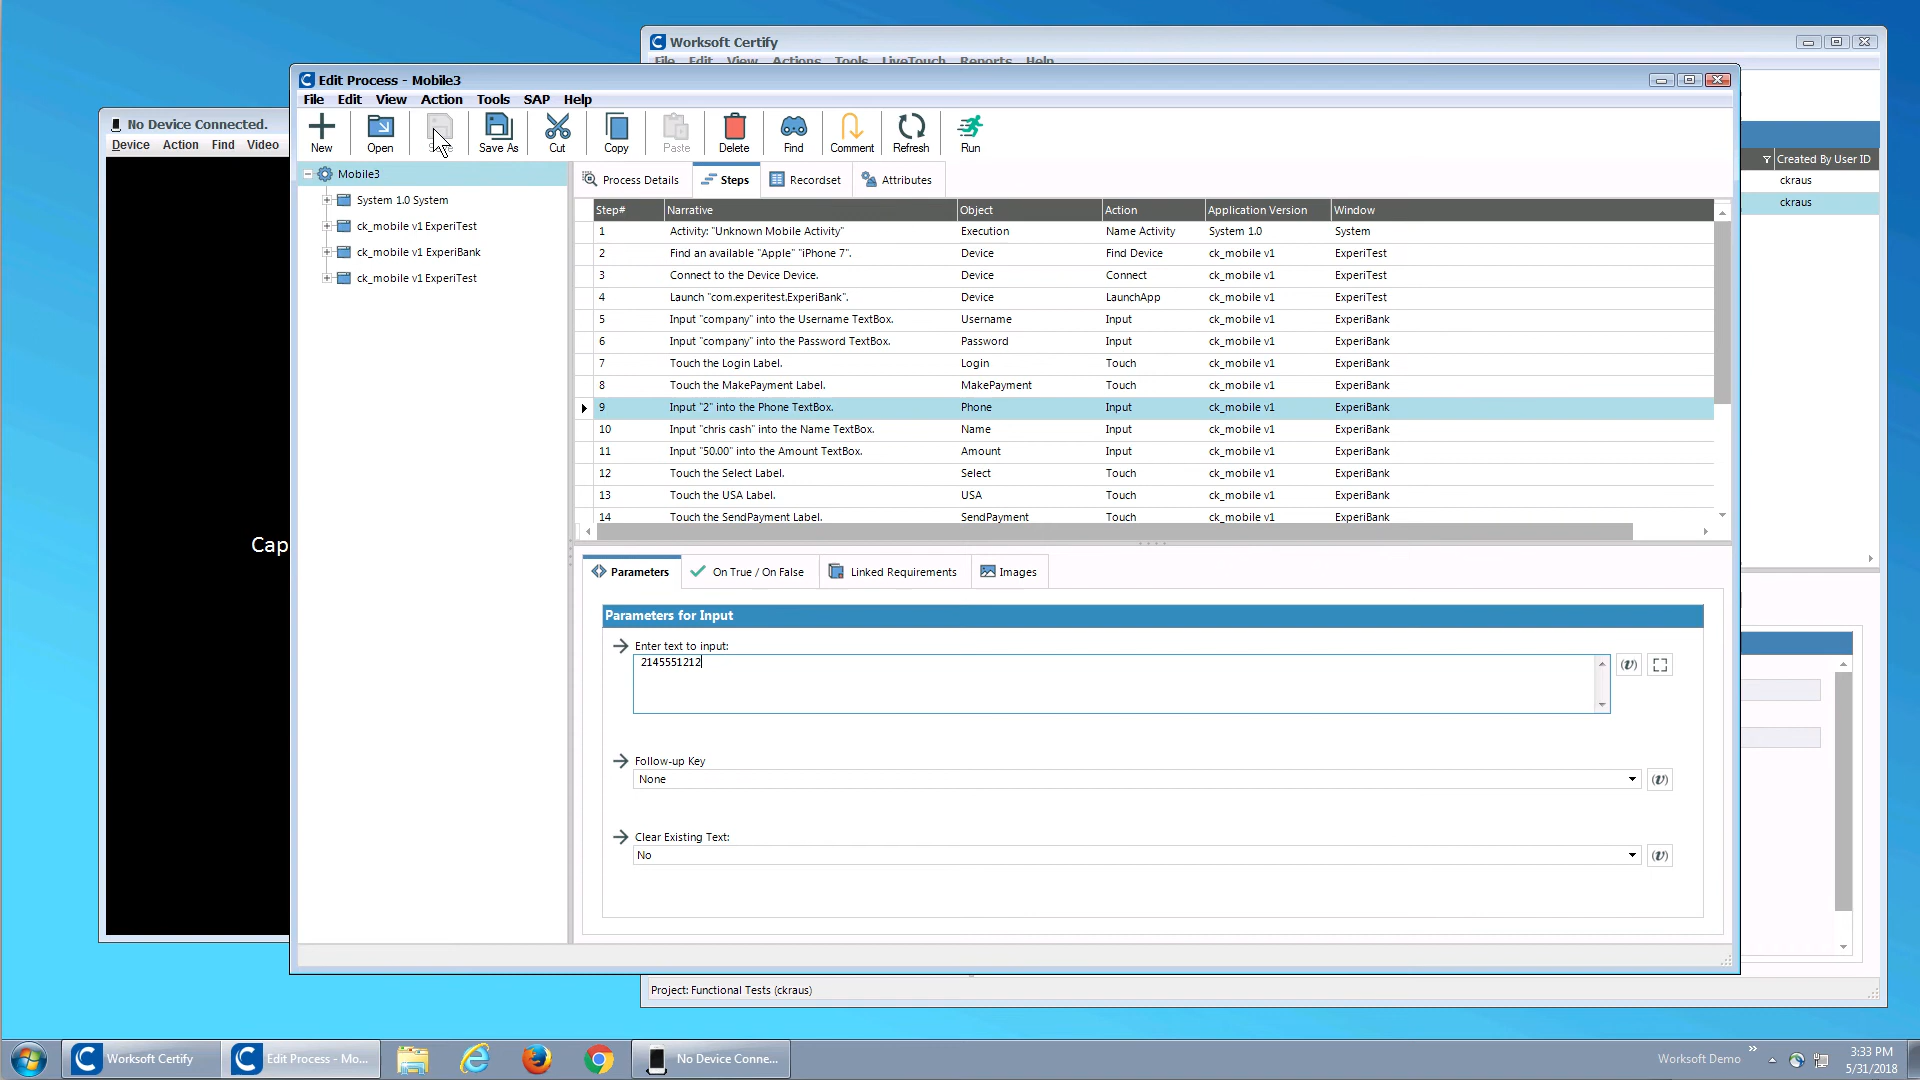 Worksoft Certify
File Edit View Actions Tools LiveTouch Reports Help
Edit Process - Mobile3
File Edit View Action Tools SAP Help
No Device Connected.
Device Action Find Video
New Open Save Save As Cut Copy Paste Delete Find Comment Refresh Run
Created By User ID
ckraus
ckraus
Mobile3
System 1.0 System
ck_mobile v1 ExperiTest
ck_mobile v1 ExperiBank
ck_mobile v1 ExperiTest
Process Details Steps Recordset Attributes
Step# Narrative Object Action Application Version Window
1 Activity: "Unknown Mobile Activity" Execution Name Activity System 1.0 System
2 Find an available "Apple" "iPhone 7". Device Find Device ck_mobile v1 ExperiTest
3 Connect to the Device Device. Device Connect ck_mobile v1 ExperiTest
4 Launch "com.experitest.ExperiBank". Device LaunchApp ck_mobile v1 ExperiTest
5 Input "company" into the Username TextBox. Username Input ck_mobile v1 ExperiBank
6 Input "company" into the Password TextBox. Password Input ck_mobile v1 ExperiBank
7 Touch the Login Label. Login Touch ck_mobile v1 ExperiBank
8 Touch the MakePayment Label. MakePayment Touch ck_mobile v1 ExperiBank
9 Input "2" into the Phone TextBox. Phone Input ck_mobile v1 ExperiBank
10 Input "chris cash" into the Name TextBox. Name Input ck_mobile v1 ExperiBank
11 Input "50.00" into the Amount TextBox. Amount Input ck_mobile v1 ExperiBank
12 Touch the Select Label. Select Touch ck_mobile v1 ExperiBank
13 Touch the USA Label. USA Touch ck_mobile v1 ExperiBank
14 Touch the SendPayment Label. SendPayment Touch ck_mobile v1 ExperiBank
Cap
Parameters On True / On False Linked Requirements Images
Parameters for Input
Enter text to input:
2145551212
(v)
Follow-up Key
None
(v)
Clear Existing Text:
No
(v)
Project: Functional Tests (ckraus)
Worksoft Certify
Edit Process - Mo...
No Device Conne...
Worksoft Demo
3:33 PM
5/31/2018